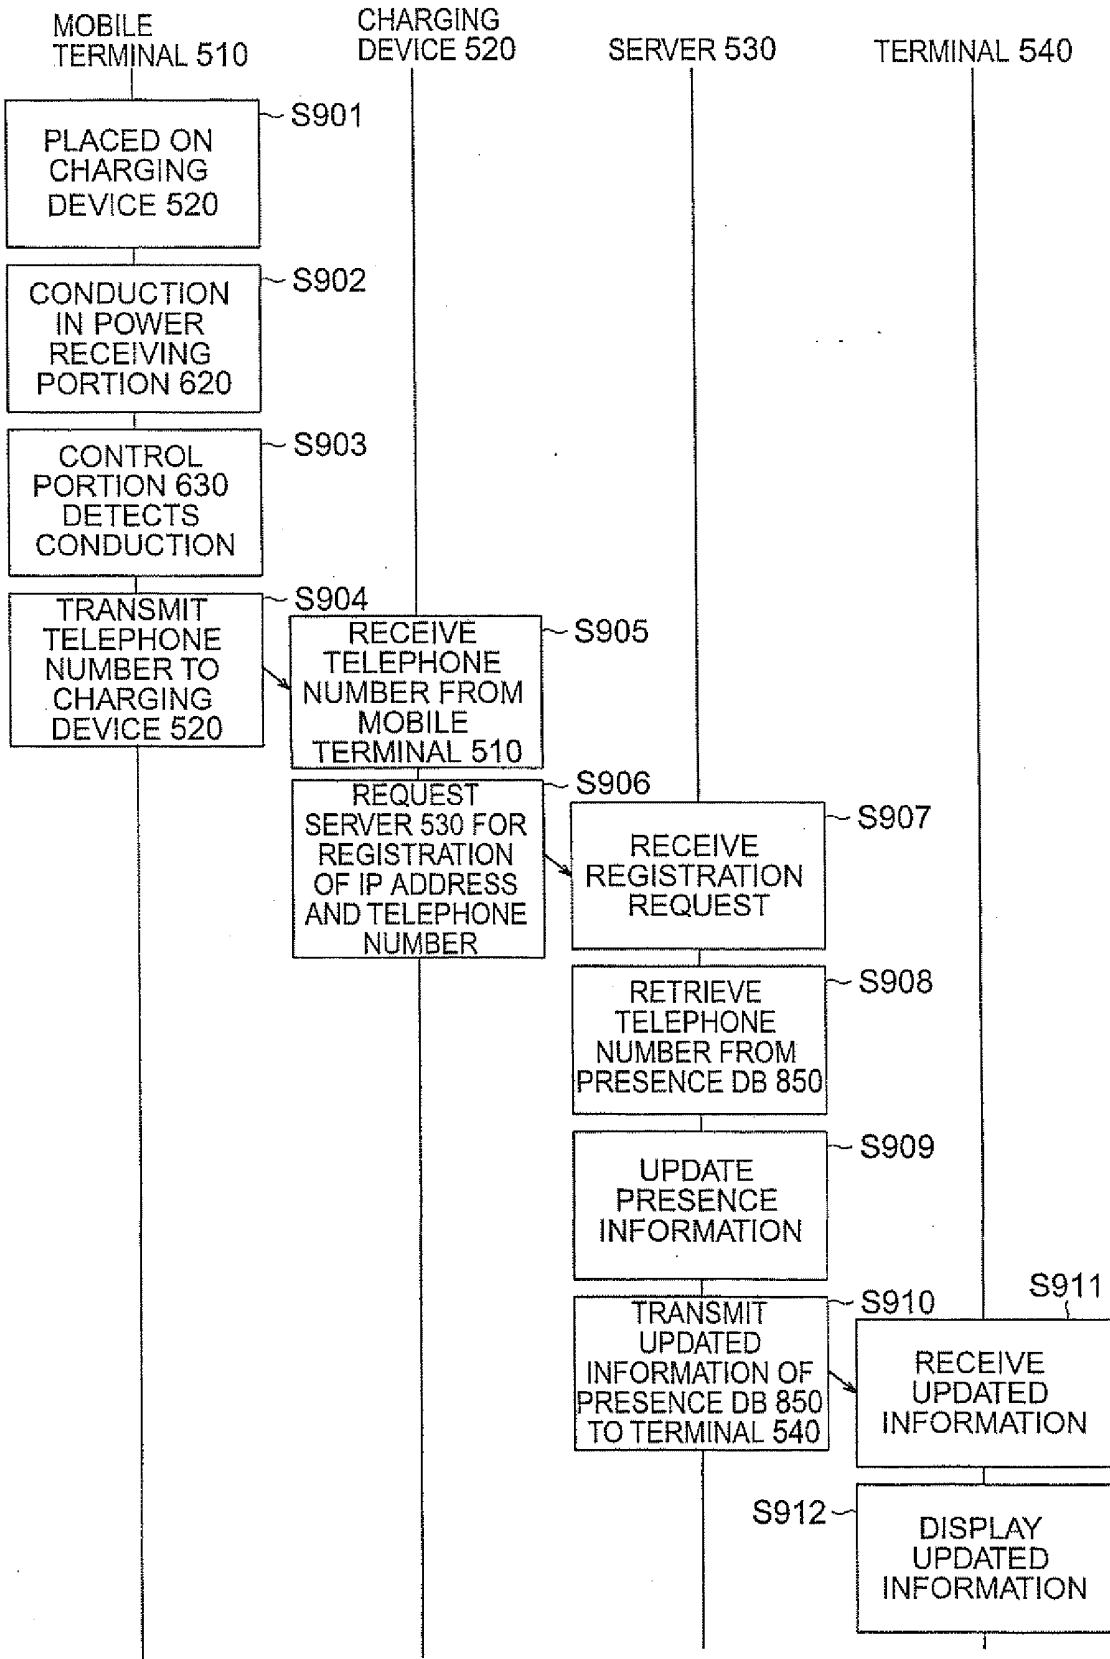 MOBILE
TERMINAL 510
CHARGING
DEVICE 520
SERVER 530
TERMINAL 540
S901
PLACED ON
CHARGING
DEVICE 520
S902
CONDUCTION
IN POWER
RECEIVING
PORTION 620
S903
CONTROL
PORTION 630
DETECTS
CONDUCTION
S904
TRANSMIT
TELEPHONE
NUMBER TO
CHARGING
DEVICE 520
S905
RECEIVE
TELEPHONE
NUMBER FROM
MOBILE
TERMINAL 510
S906
REQUEST
SERVER 530 FOR
REGISTRATION
OF IP ADDRESS
AND TELEPHONE
NUMBER
S907
RECEIVE
REGISTRATION
REQUEST
S908
RETRIEVE
TELEPHONE
NUMBER FROM
PRESENCE DB 850
S909
UPDATE
PRESENCE
INFORMATION
S910
TRANSMIT
UPDATED
INFORMATION OF
PRESENCE DB 850
TO TERMINAL 540
S911
RECEIVE
UPDATED
INFORMATION
S912
DISPLAY
UPDATED
INFORMATION